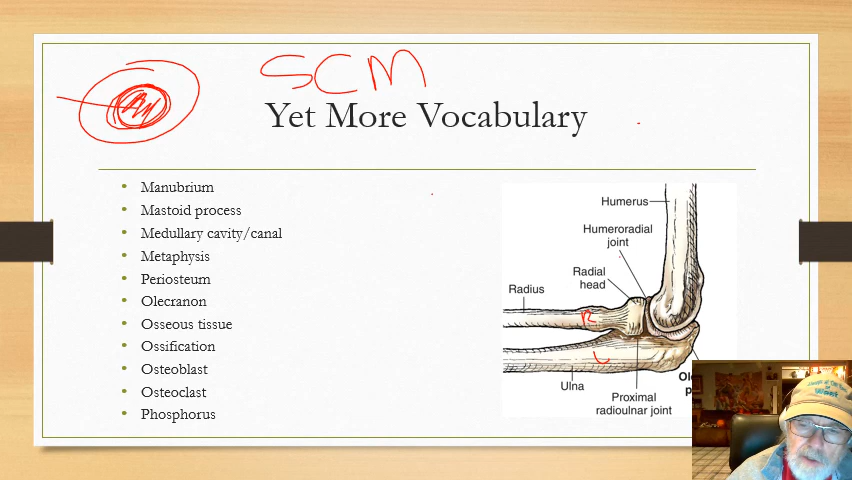 SCM
Yet More Vocabulary
Manubrium
Mastoid process
Medullary cavity/canal
Metaphysis
Periosteum
Olecranon
Osseous tissue
Ossification
Osteoblast
Osteoclast
Phosphorus
Humerus
Humeroradial
joint
Radial
head
Radius
R
U
Ulna
Proximal
radioulnar joint
Ole
p